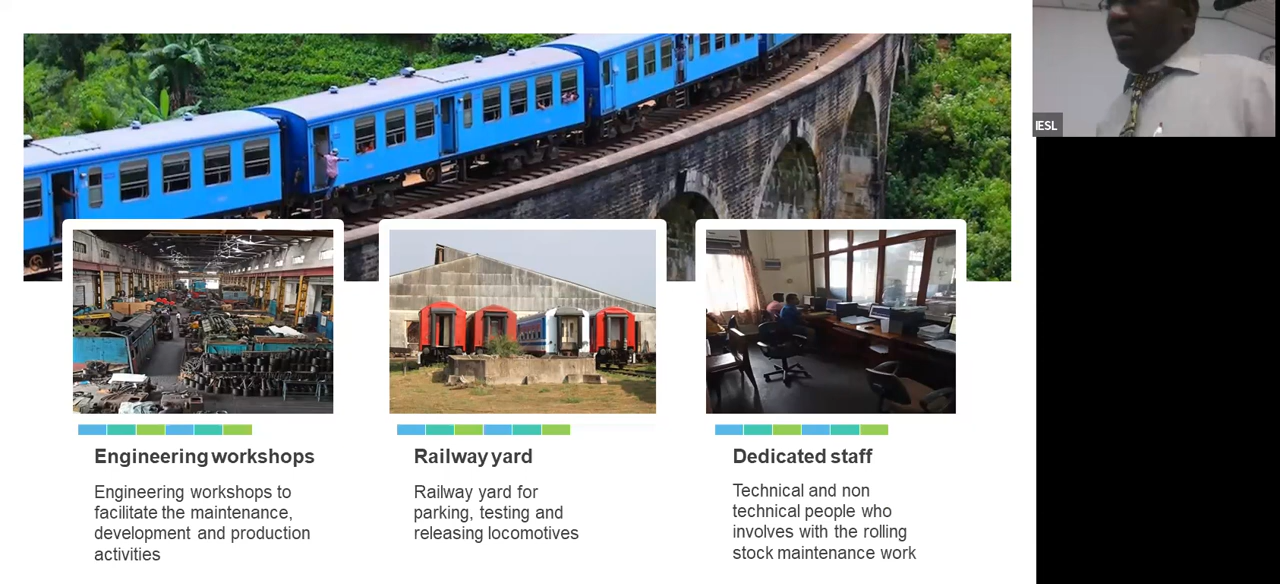 IESL
Engineering workshops
Engineering workshops to
facilitate the maintenance,
development and production
activities
Railway yard
Railway yard for
parking, testing and
releasing locomotives
Dedicated staff
Technical and non
technical people who
involves with the rolling
stock maintenance work